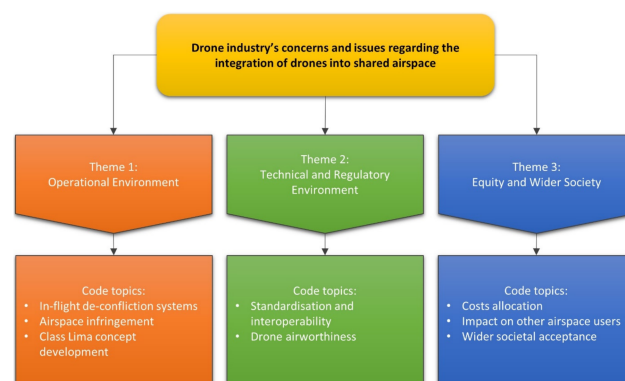 Drone industry's concerns and issues regarding the
integration of drones into shared airspace
Theme 1:
Operational Environment
Theme 2:
Technical and Regulatory
Environment
Theme 3:
Equity and Wider Society
Code topics:
• In-flight de-confliction systems
• Airspace infringement
• Class Lima concept
development
Code topics:
• Standardisation and
interoperability
• Drone airworthiness
Code topics:
• Costs allocation
• Impact on other airspace users
• Wider societal acceptance